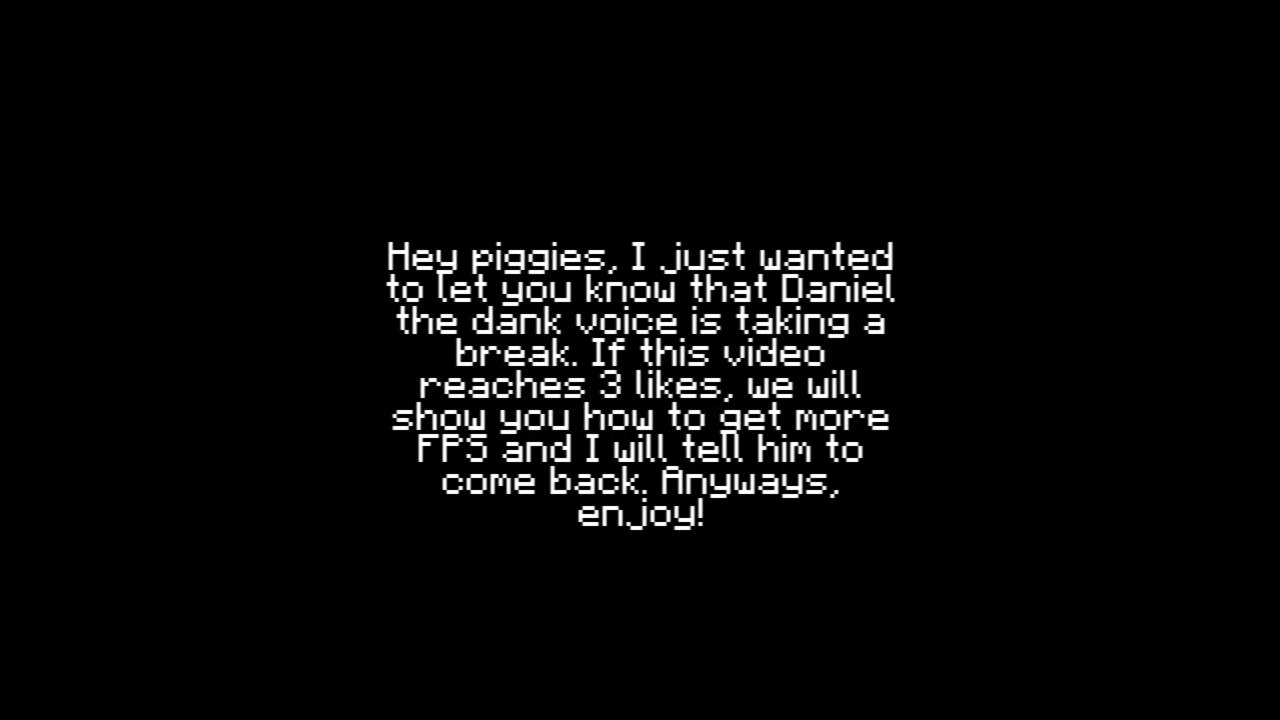 Hey piggies, I just wanted
to let you know that Daniel
the dank voice is taking a
break. If this video
reaches 3 likes, we will
show you how to get more
FPS and I will tell him to
come back. Anyways,
enjoy!